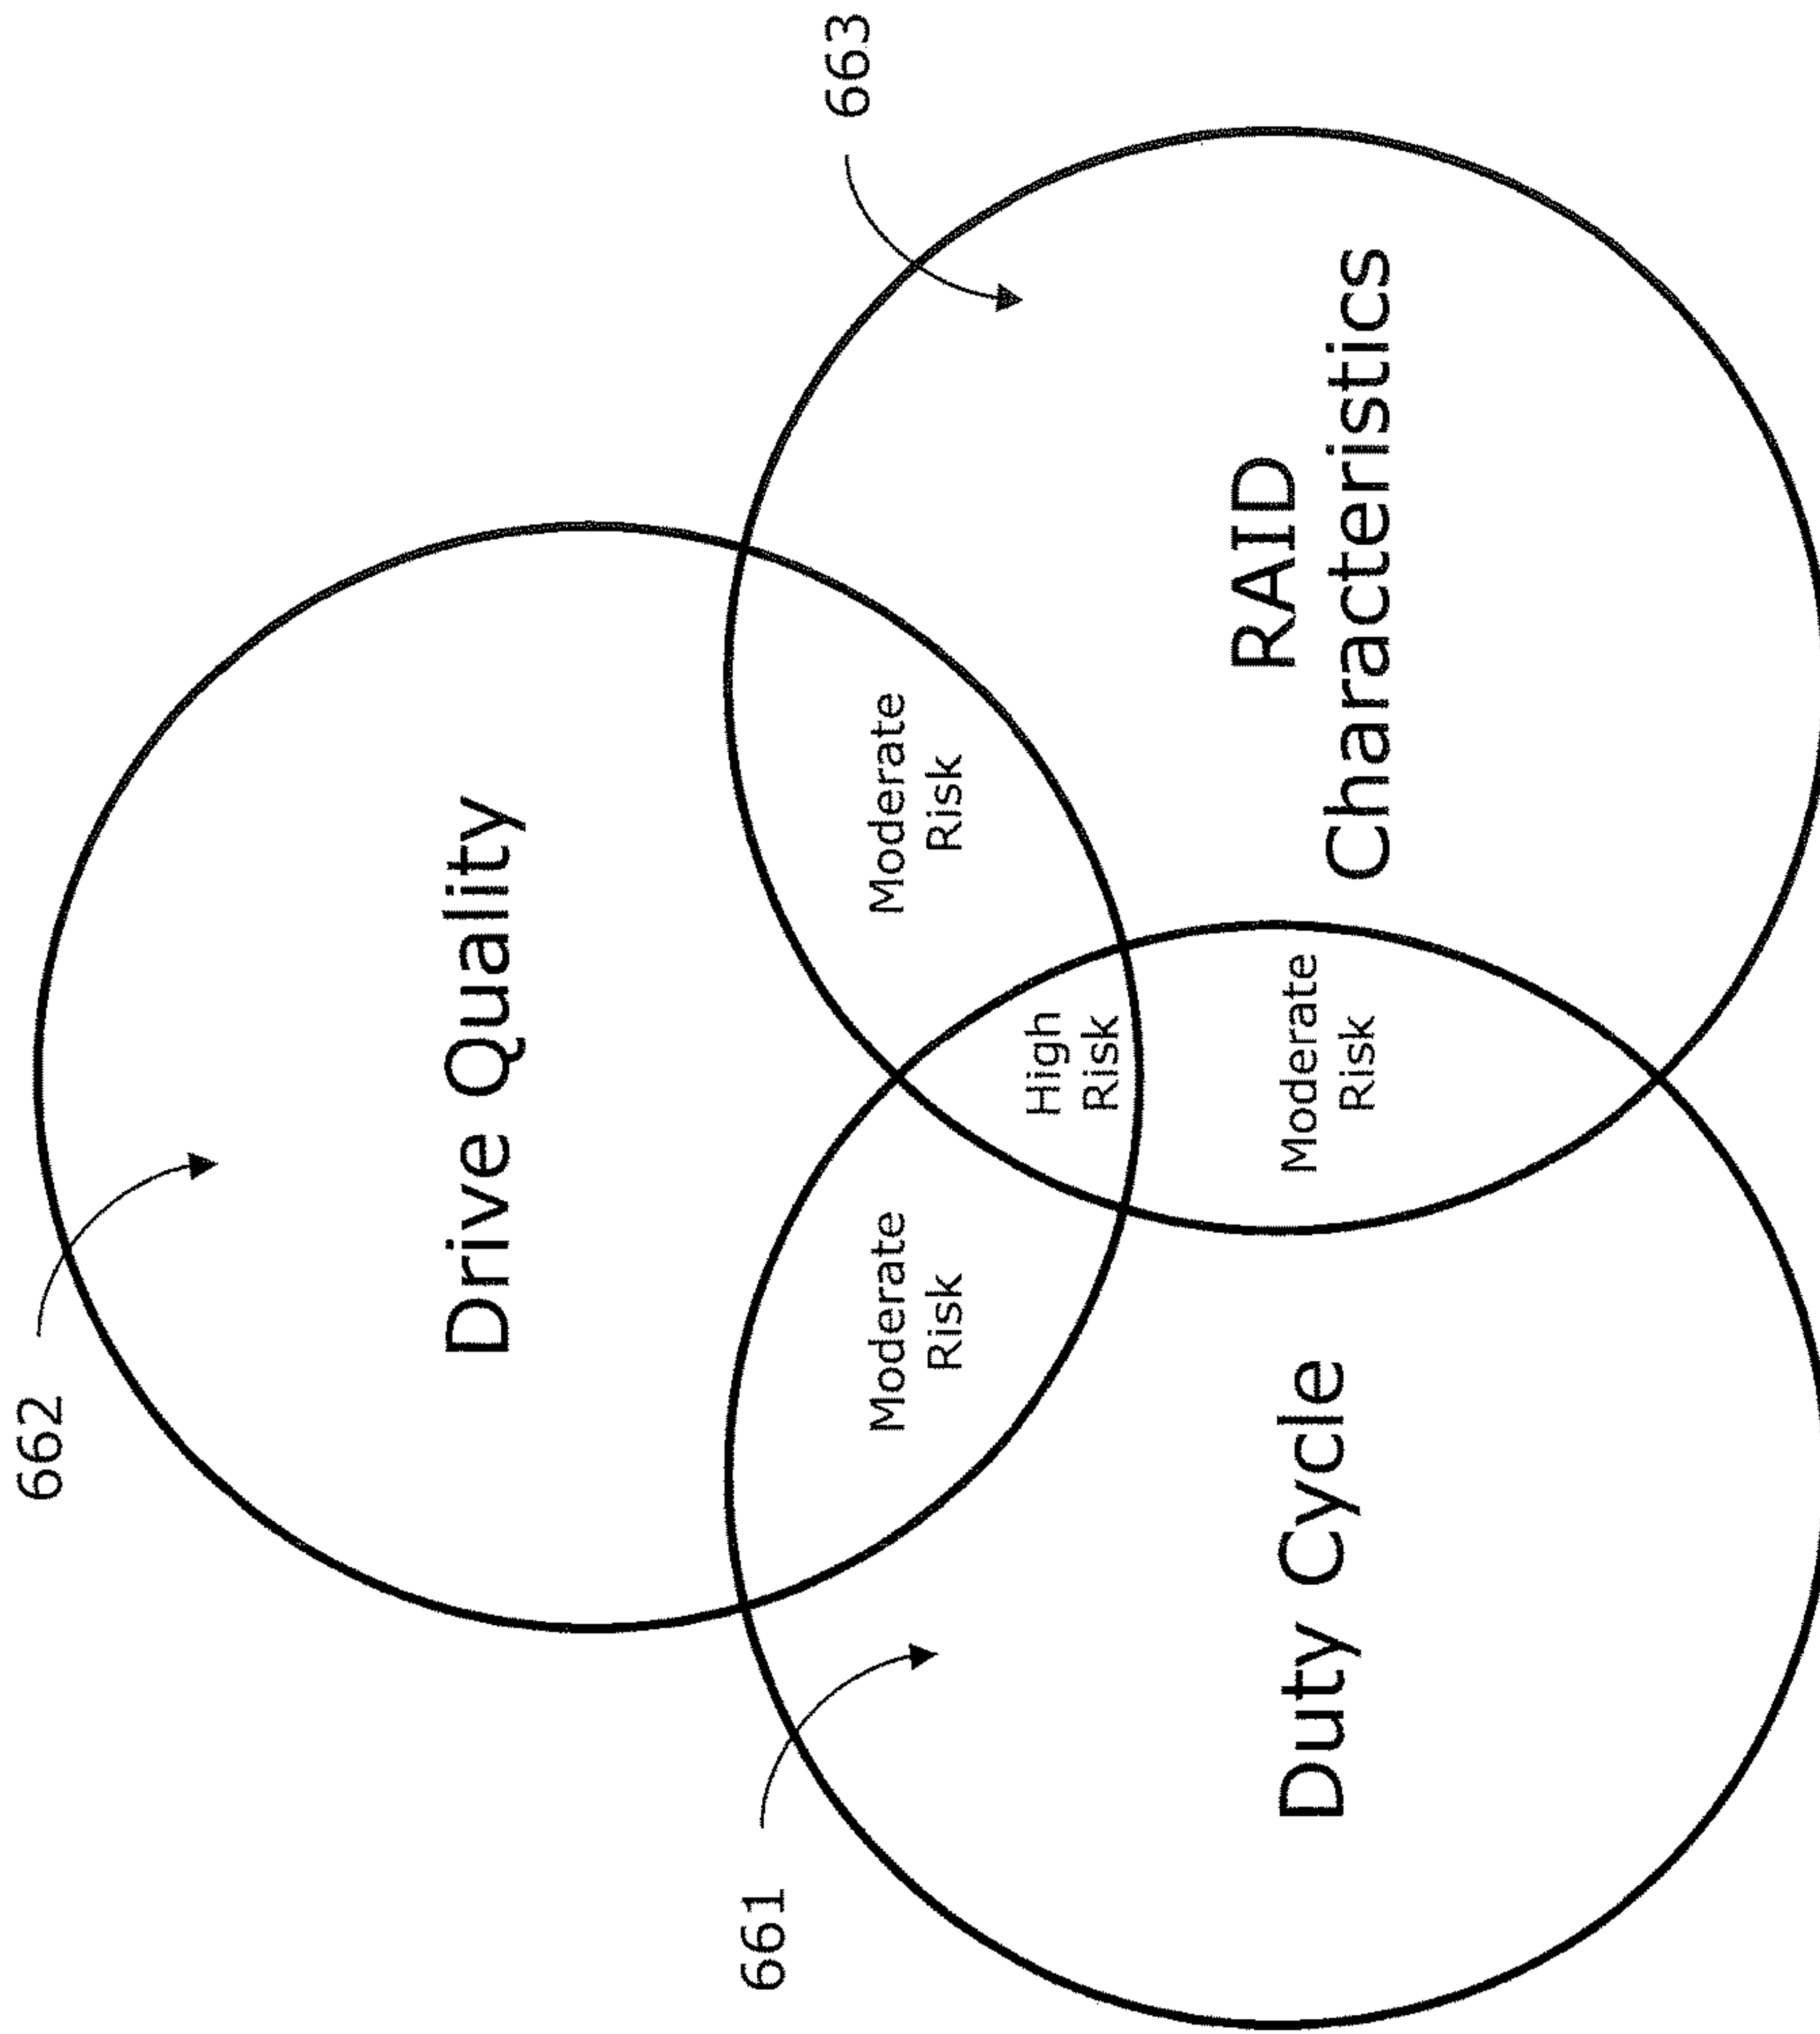 662
Drive Quality
663
661
Moderate
Risk
Moderate
Risk
High
Risk
Duty Cycle
Moderate
Risk
RAID
Characteristics